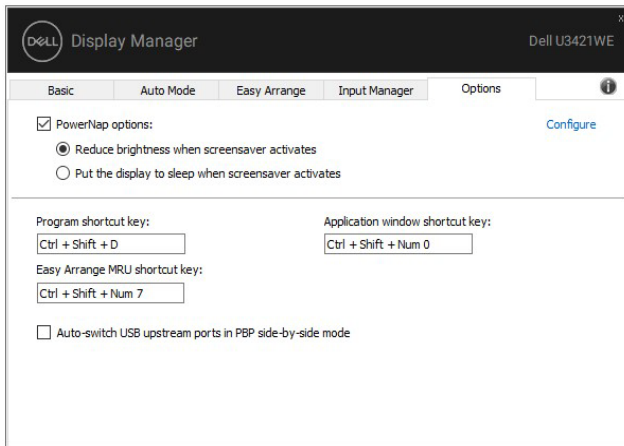 DELL Display Manager
Dell U3421WE
x
Basic
Auto Mode
Easy Arrange
Input Manager
Options
i
PowerNap options:
Configure
Reduce brightness when screensaver activates
Put the display to sleep when screensaver activates
Program shortcut key:
Application window shortcut key:
Ctrl + Shift + D
Ctrl + Shift + Num 0
Easy Arrange MRU shortcut key:
Ctrl + Shift + Num 7
Auto-switch USB upstream ports in PBP side-by-side mode